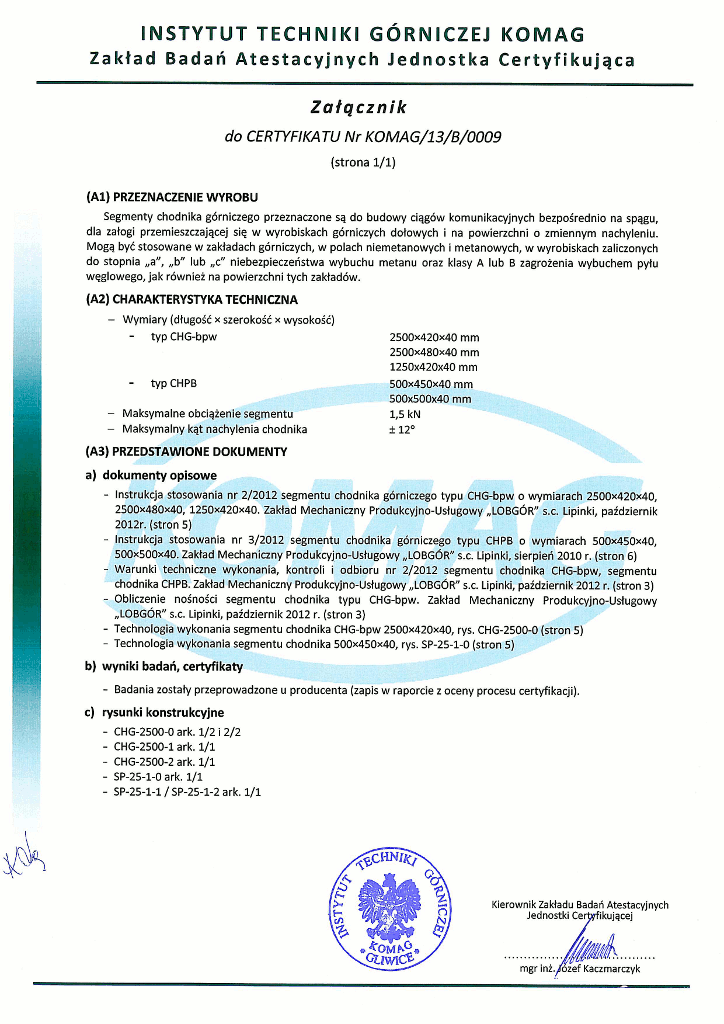 INSTYTUT TECHNIKI GÓRNICZEJ KOMAG
Zakład Badań Atestacyjnych Jednostka Certyfikująca
Załącznik
do CERTYFIKATU Nr KOMAG/13/B/0009
(strona 1/1)
(A1) PRZEZNACZENIE WYROBU
Segmenty chodnika górniczego przeznaczone są do budowy ciągów komunikacyjnych bezpośrednio na spągu,
dla załogi przemieszczającej się w wyrobiskach górniczych dołowych i na powierzchni o zmiennym nachyleniu.
Mogą być stosowane w zakładach górniczych, w polach niemetanowych i metanowych, w wyrobiskach zaliczonych
do stopnia „a”, „b” lub „c” niebezpieczeństwa wybuchu metanu oraz klasy A lub B zagrożenia wybuchem pyłu
węglowego, jak również na powierzchni tych zakładów.
(A2) CHARAKTERYSTYKA TECHNICZNA
– Wymiary (długość × szerokość × wysokość)
- typ CHG-bpw 2500×420×40 mm
2500×480×40 mm
1250x420x40 mm
- typ CHPB 500×450×40 mm
500x500x40 mm
– Maksymalne obciążenie segmentu 1,5 kN
– Maksymalny kąt nachylenia chodnika ± 12°
(A3) PRZEDSTAWIONE DOKUMENTY
a) dokumenty opisowe
- Instrukcja stosowania nr 2/2012 segmentu chodnika górniczego typu CHG-bpw o wymiarach 2500×420×40,
2500×480×40, 1250×420×40. Zakład Mechaniczny Produkcyjno-Usługowy „LOBGÓR” s.c. Lipinki, październik
2012r. (stron 5)
- Instrukcja stosowania nr 3/2012 segmentu chodnika górniczego typu CHPB o wymiarach 500×450×40,
500×500×40. Zakład Mechaniczny Produkcyjno-Usługowy „LOBGÓR” s.c. Lipinki, sierpień 2010 r. (stron 6)
- Warunki techniczne wykonania, kontroli i odbioru nr 2/2012 segmentu chodnika CHG-bpw, segmentu
chodnika CHPB. Zakład Mechaniczny Produkcyjno-Usługowy „LOBGÓR” s.c. Lipinki, październik 2012 r. (stron 3)
- Obliczenie nośności segmentu chodnika typu CHG-bpw. Zakład Mechaniczny Produkcyjno-Usługowy
„LOBGÓR” s.c. Lipinki, październik 2012 r. (stron 3)
- Technologia wykonania segmentu chodnika CHG-bpw 2500×420×40, rys. CHG-2500-0 (stron 5)
- Technologia wykonania segmentu chodnika 500×450×40, rys. SP-25-1-0 (stron 5)
b) wyniki badań, certyfikaty
- Badania zostały przeprowadzone u producenta (zapis w raporcie z oceny procesu certyfikacji).
c) rysunki konstrukcyjne
- CHG-2500-0 ark. 1/2 i 2/2
- CHG-2500-1 ark. 1/1
- CHG-2500-2 ark. 1/1
- SP-25-1-0 ark. 1/1
- SP-25-1-1 / SP-25-1-2 ark. 1/1
KOMAG
INSTYTUT TECHNIKI GÓRNICZEJ
* KOMAG *
GLIWICE
Kierownik Zakładu Badań Atestacyjnych
Jednostki Certyfikującej
mgr inż. Józef Kaczmarczyk